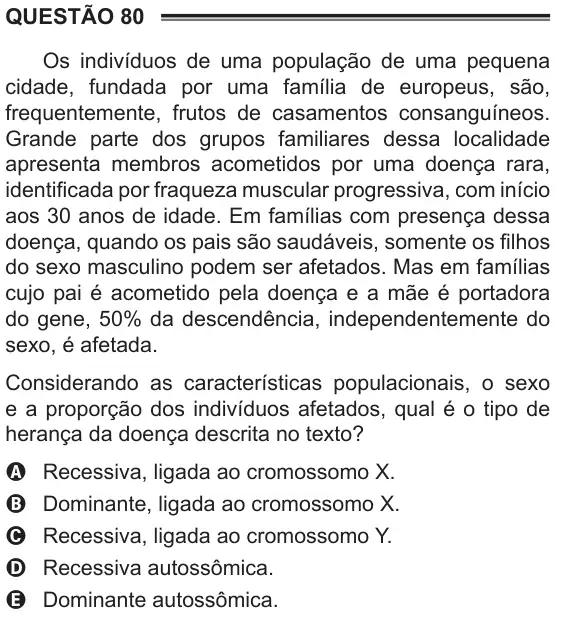 QUESTÃO 80
Os indivíduos de uma população de uma pequena
cidade, fundada por uma família de europeus, são,
frequentemente, frutos de casamentos consanguíneos.
Grande parte dos grupos familiares dessa localidade
apresenta membros acometidos por uma doença rara,
identificada por fraqueza muscular progressiva, com início
aos 30 anos de idade. Em famílias com presença dessa
doença, quando os pais são saudáveis, somente os filhos
do sexo masculino podem ser afetados. Mas em famílias
cujo pai é acometido pela doença e a mãe é portadora
do gene, 50% da descendência, independentemente do
sexo, é afetada.
Considerando as características populacionais, o sexo
e a proporção dos indivíduos afetados, qual é o tipo de
herança da doença descrita no texto?
A Recessiva, ligada ao cromossomo X.
B Dominante, ligada ao cromossomo X.
C Recessiva, ligada ao cromossomo Y.
D Recessiva autossômica.
E Dominante autossômica.